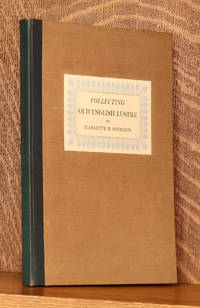 COLLECTING
OLD ENGLISH LUSTRE
BY
JEANNETTE R. HODGDON